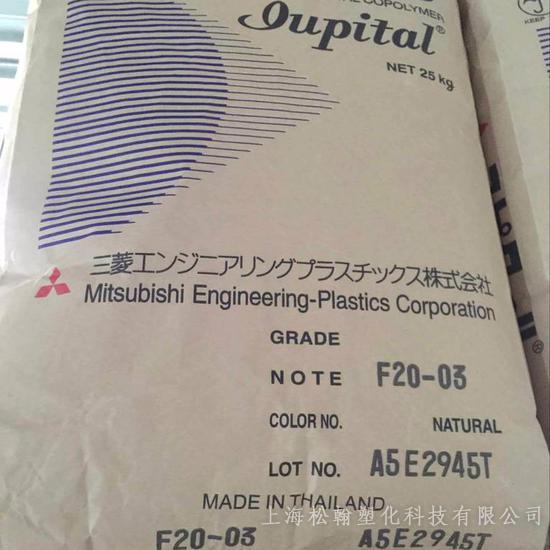 COPOLYMER
Iupital®
NET 25 kg
KEEP
三菱エンジニアリングプラスチックス株式会社
Mitsubishi Engineering-Plastics Corporation
GRADE
NOTE F20-03
COLOR NO. NATURAL
LOT NO. A5E2945T
MADE IN THAILAND
上海松翰塑化科技有限公司
F20-03 A5E2945T